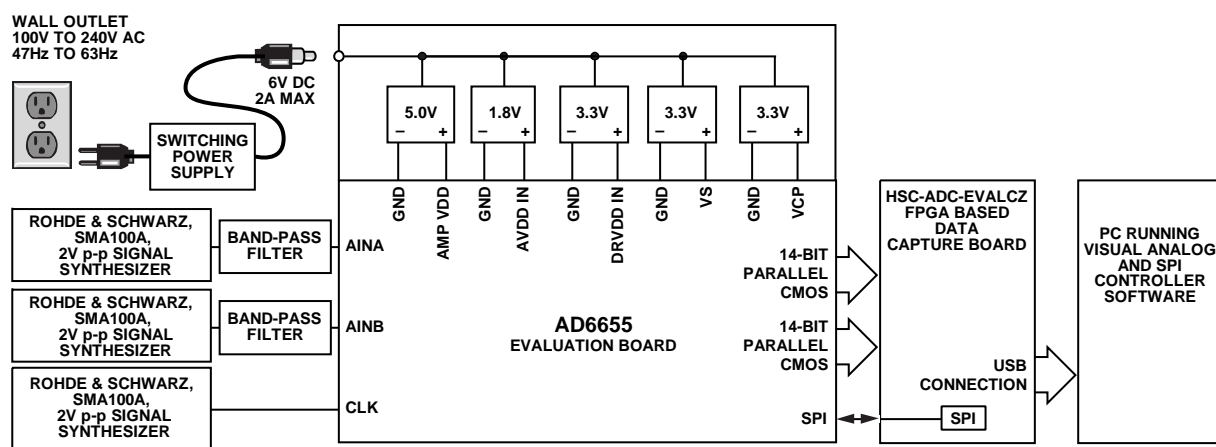 WALL OUTLET
100V TO 240V AC
47Hz TO 63Hz
6V DC
2A MAX
SWITCHING
POWER
SUPPLY
5.0V
– +
1.8V
– +
3.3V
– +
3.3V
– +
3.3V
– +
GND
AMP VDD
GND
AVDD IN
GND
DRVDD IN
GND
VS
GND
VCP
ROHDE & SCHWARZ,
SMA100A,
2V p-p SIGNAL
SYNTHESIZER
BAND-PASS
FILTER
AINA
ROHDE & SCHWARZ,
SMA100A,
2V p-p SIGNAL
SYNTHESIZER
BAND-PASS
FILTER
AINB
ROHDE & SCHWARZ,
SMA100A,
2V p-p SIGNAL
SYNTHESIZER
CLK
AD6655
EVALUATION BOARD
14-BIT
PARALLEL
CMOS
14-BIT
PARALLEL
CMOS
SPI
HSC-ADC-EVALCZ
FPGA BASED
DATA
CAPTURE BOARD
USB
CONNECTION
SPI
PC RUNNING
VISUAL ANALOG
AND SPI
CONTROLLER
SOFTWARE